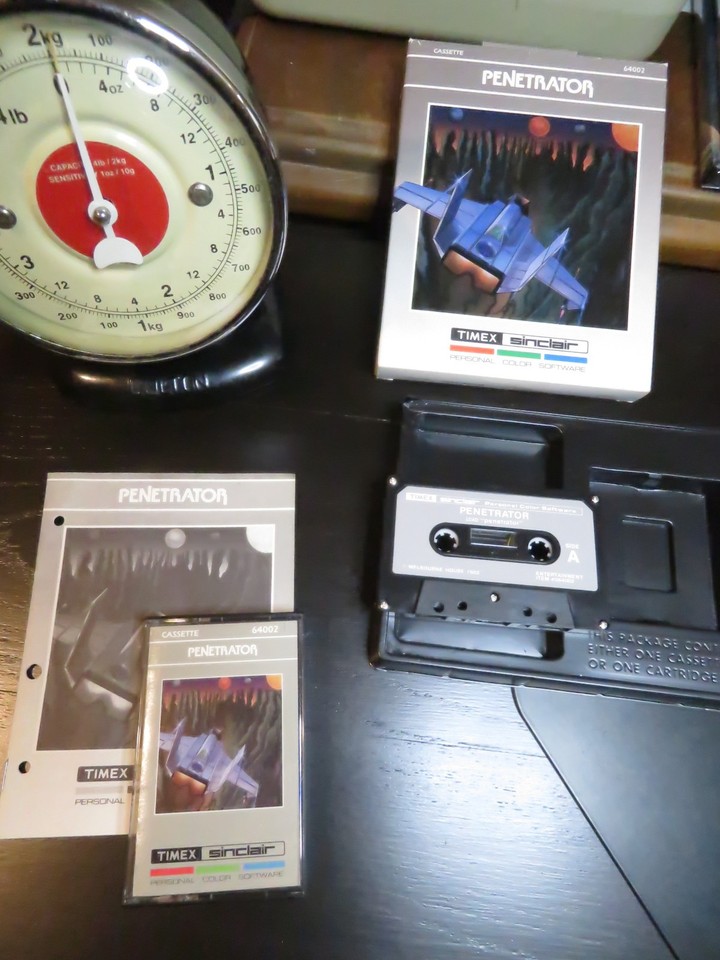 2kg
100
4oz
8
300
12
400
1
500
4
600
8
700
12
800
2
900
1kg
100
4
8
200
12
300
3
4lb
0
CAPACITY 4lb / 2kg
SENSITIVITY 1oz / 10g
CASSETTE
64002
PENETRATOR
TIMEX sinclair
PERSONAL COLOR SOFTWARE
TIMEX sinclair Personal Color Software
PENETRATOR
SIDE
A
ENTERTAINMENT
THIS PACKAGE CONT
EITHER ONE CASSET
OR ONE CARTRIDGE
PENETRATOR
TIMEX
PERSONAL
CASSETTE
64002
PENETRATOR
TIMEX sinclair
PERSONAL COLOR SOFTWARE